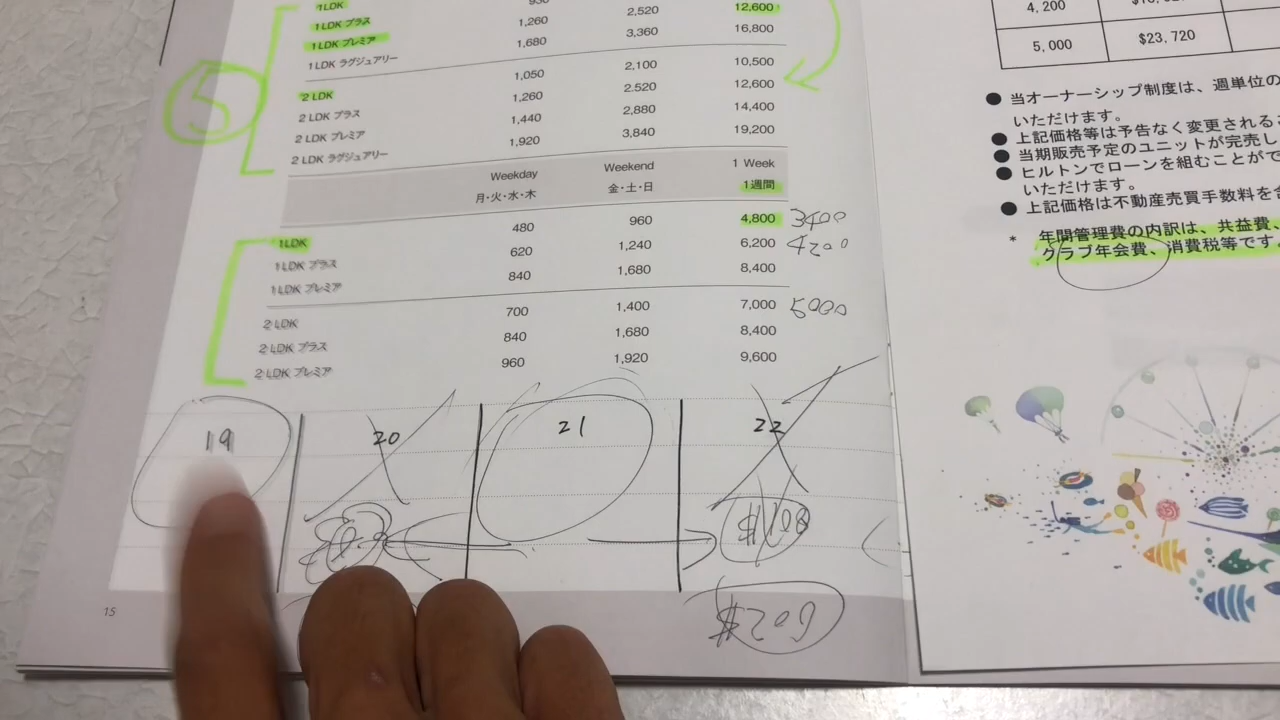 1LDK 930
1LDK プラス 1,260 2,520 12,600
1LDK プレミア 1,680 3,360 16,800
1LDK ラグジュアリー
2 LDK 1,050 2,100 10,500
2 LDK プラス 1,260 2.520 12,600
2 LDK プレミア 1,440 2,880 14,400
2 LDK ラグジュアリー 1,920 3,840 19,200
5
Weekday Weekend 1 Week
月・火・水・木 金・土・日 1週間
1LDK 480 960 4,800 3400
1LDK プラス 620 1,240 6,200 4200
1LDK プレミア 840 1,680 8,400
2 LDK 700 1,400 7,000 5000
2 LDK プラス 840 1,680 8,400
2 LDK プレミア 960 1,920 9,600
19 20 21 22
$209
15
4,200
5,000 $23,720
● 当オーナーシップ制度は、週単位の
いただけます。
● 上記価格等は予告なく変更される
● 当期販売予定のユニットが完売し
● ヒルトンでローンを組むことがで
いただけます。
● 上記価格は不動産売買手数料を
* 年間管理費の内訳は、共益費、
クラブ年会費、消費税等です。